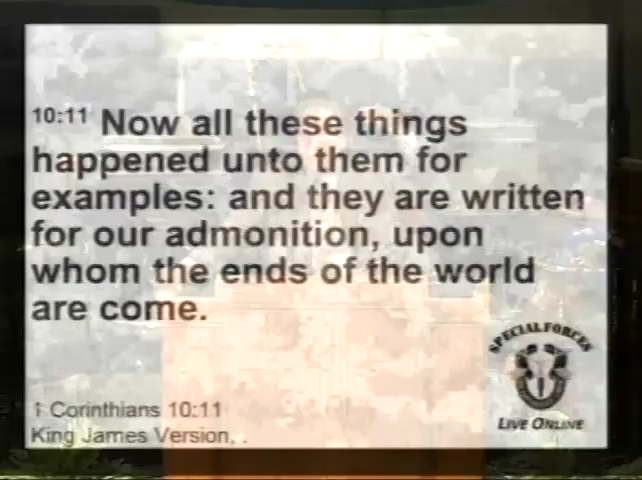 10:11 Now all these things
happened unto them for
examples: and they are written
for our admonition, upon
whom the ends of the world
are come.
1 Corinthians 10:11
King James Version, .
SPECIAL FORCES
LIVE ONLINE